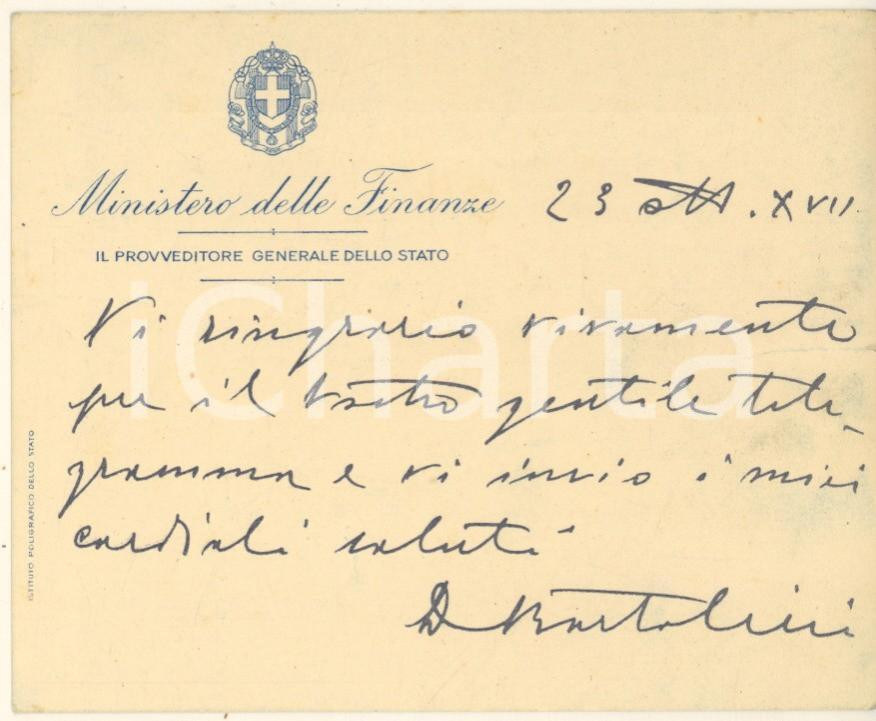 Ministero delle Finanze
23 ott. XVII
IL PROVVEDITORE GENERALE DELLO STATO
Vi ringrazio vivamente
per il vostro gentile tele-
gramma e vi invio i miei
cordiali saluti
D Bartolini
ISTITUTO POLIGRAFICO DELLO STATO
iCharta